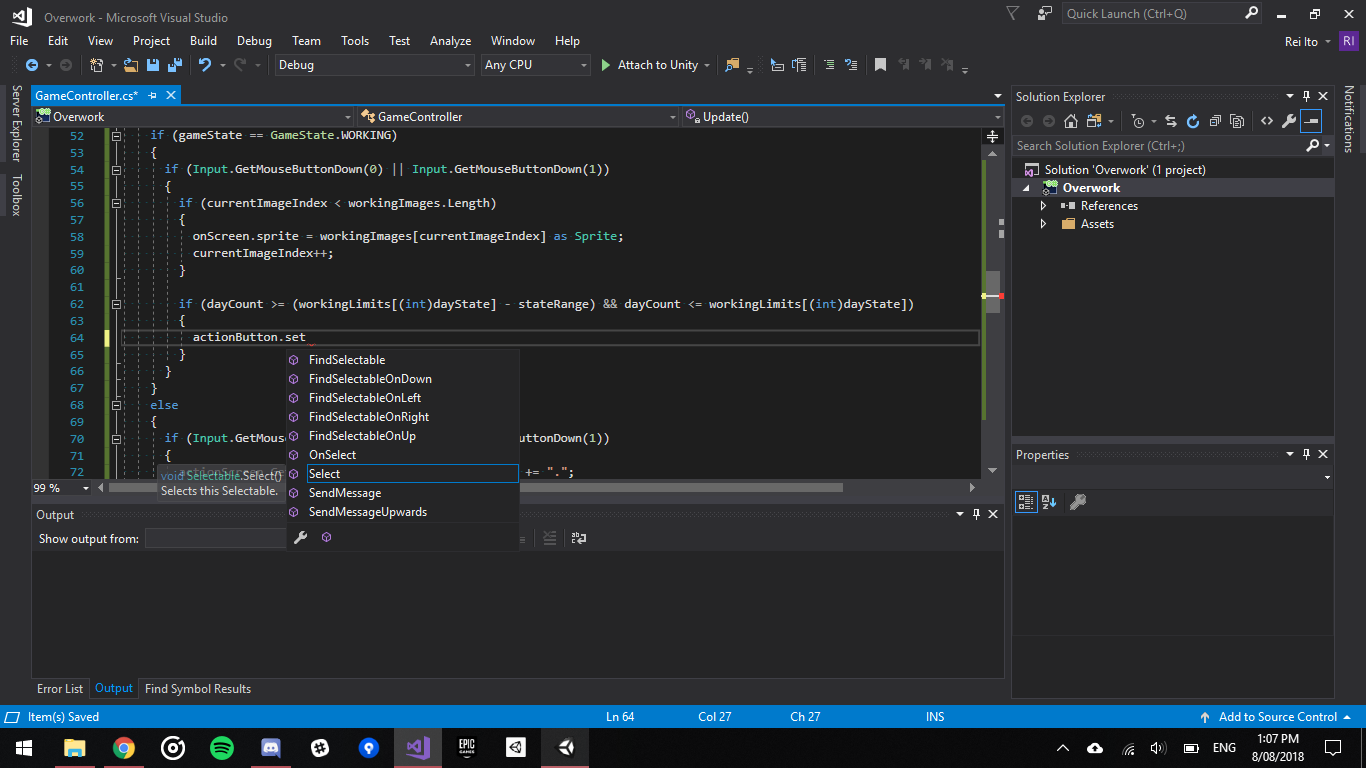 Overwork - Microsoft Visual Studio
Quick Launch (Ctrl+Q)
File Edit View Project Build Debug Team Tools Test Analyze Window Help
Rei Ito RI
Debug Any CPU Attach to Unity
Server Explorer
Toolbox
GameController.cs*
Overwork GameController Update()
52 if (gameState == GameState.WORKING)
53 {
54 if (Input.GetMouseButtonDown(0) || Input.GetMouseButtonDown(1))
55 {
56 if (currentImageIndex < workingImages.Length)
57 {
58 onScreen.sprite = workingImages[currentImageIndex] as Sprite;
59 currentImageIndex++;
60 }
61
62 if (dayCount >= (workingLimits[(int)dayState] - stateRange) && dayCount <= workingLimits[(int)dayState])
63 {
64 actionButton.set
65 }
66 }
67 }
68 else
69 {
70 if (Input.GetMous uttonDown(1))
71 {
72 += ".";
FindSelectable
FindSelectableOnDown
FindSelectableOnLeft
FindSelectableOnRight
FindSelectableOnUp
OnSelect
Select
SendMessage
SendMessageUpwards
void Selectable.Select()
Selects this Selectable.
99 %
Output
Show output from:
Error List Output Find Symbol Results
Solution Explorer
Search Solution Explorer (Ctrl+;)
Solution 'Overwork' (1 project)
Overwork
References
Assets
Properties
Notifications
Item(s) Saved Ln 64 Col 27 Ch 27 INS Add to Source Control
EPIC GAMES
ENG
1:07 PM
8/08/2018